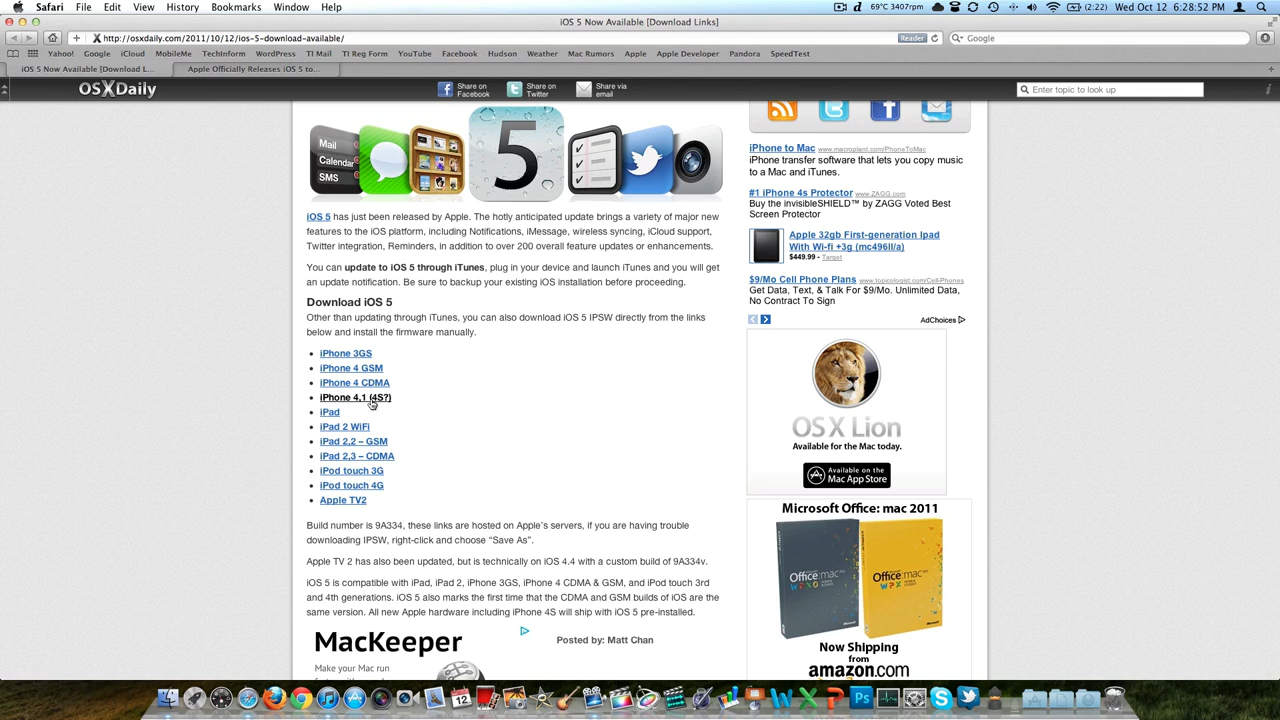 Safari File Edit View History Bookmarks Window Help
69°C 3407rpm (2:22) Wed Oct 12 6:28:52 PM
iOS 5 Now Available [Download Links]
http://osxdaily.com/2011/10/12/ios-5-download-available/ Reader Google
Yahoo! Google iCloud MobileMe Techtronium WordPress TI Mail TI Reg Form YouTube Facebook Hudson Weather Mac Rumors Apple Apple Developer Pandora SpeedTest
iOS 5 Now Available [Download L... Apple Officially Releases iOS 5 to...
OSXDaily
Share on
Facebook
Share on
Twitter
Share via
email
Enter topic to look up
Mail
Calendar
SMS
5
iOS 5 has just been released by Apple. The hotly anticipated update brings a variety of major new
features to the iOS platform, including Notifications, iMessage, wireless syncing, iCloud support,
Twitter integration, Reminders, in addition to over 200 overall feature updates or enhancements.
You can update to iOS 5 through iTunes, plug in your device and launch iTunes and you will get
an update notification. Be sure to backup your existing iOS installation before proceeding.
Download iOS 5
Other than updating through iTunes, you can also download iOS 5 IPSW directly from the links
below and install the firmware manually.
• iPhone 3GS
• iPhone 4 GSM
• iPhone 4 CDMA
• iPhone 4,1 (4S?)
• iPad
• iPad 2 WiFi
• iPad 2,2 – GSM
• iPad 2,3 – CDMA
• iPod touch 3G
• iPod touch 4G
• Apple TV2
Build number is 9A334, these links are hosted on Apple's servers, if you are having trouble
downloading IPSW, right-click and choose "Save As".
Apple TV 2 has also been updated, but is technically on iOS 4.4 with a custom build of 9A334v.
iOS 5 is compatible with iPad, iPad 2, iPhone 3GS, iPhone 4 CDMA & GSM, and iPod touch 3rd
and 4th generations. iOS 5 also marks the first time that the CDMA and GSM builds of iOS are the
same version. All new Apple hardware including iPhone 4S will ship with iOS 5 pre-installed.
MacKeeper
Make your Mac run
Posted by: Matt Chan
iPhone to Mac www.macroplant.com/PhoneToMac
iPhone transfer software that lets you copy music
to a Mac and iTunes.
#1 iPhone 4s Protector www.ZAGG.com
Buy the invisibleSHIELD™ by ZAGG Voted Best
Screen Protector
Apple 32gb First-generation Ipad
With Wi-fi +3g (mc496ll/a)
$449.99 - Target
$9/Mo Cell Phone Plans www.topicologist.com/Cell-Phones
Get Data, Text, & Talk For $9/Mo. Unlimited Data,
No Contract To Sign
AdChoices
OS X Lion
Available for the Mac today.
Available on the
Mac App Store
Microsoft Office: mac 2011
Office:mac
Office:mac
Now Shipping
from
amazon.com